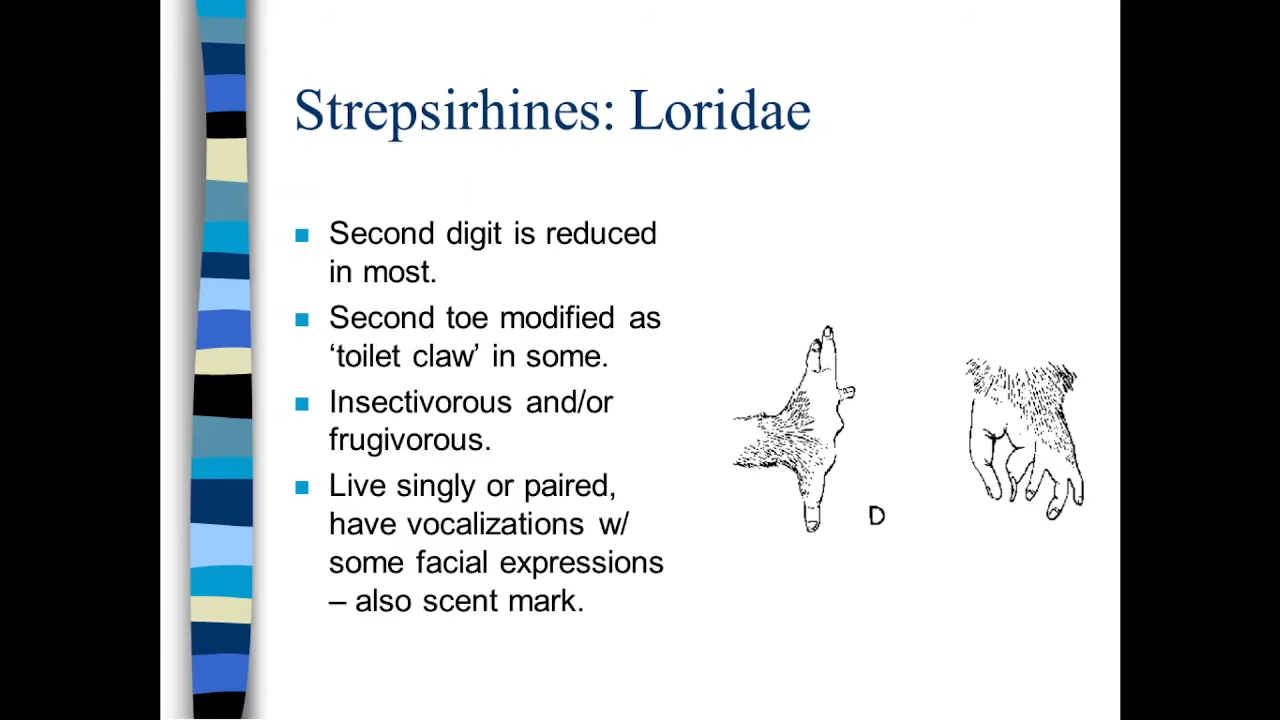 Strepsirhines: Loridae
■ Second digit is reduced
in most.
■ Second toe modified as
‘toilet claw’ in some.
■ Insectivorous and/or
frugivorous.
■ Live singly or paired,
have vocalizations w/
some facial expressions
– also scent mark.
D